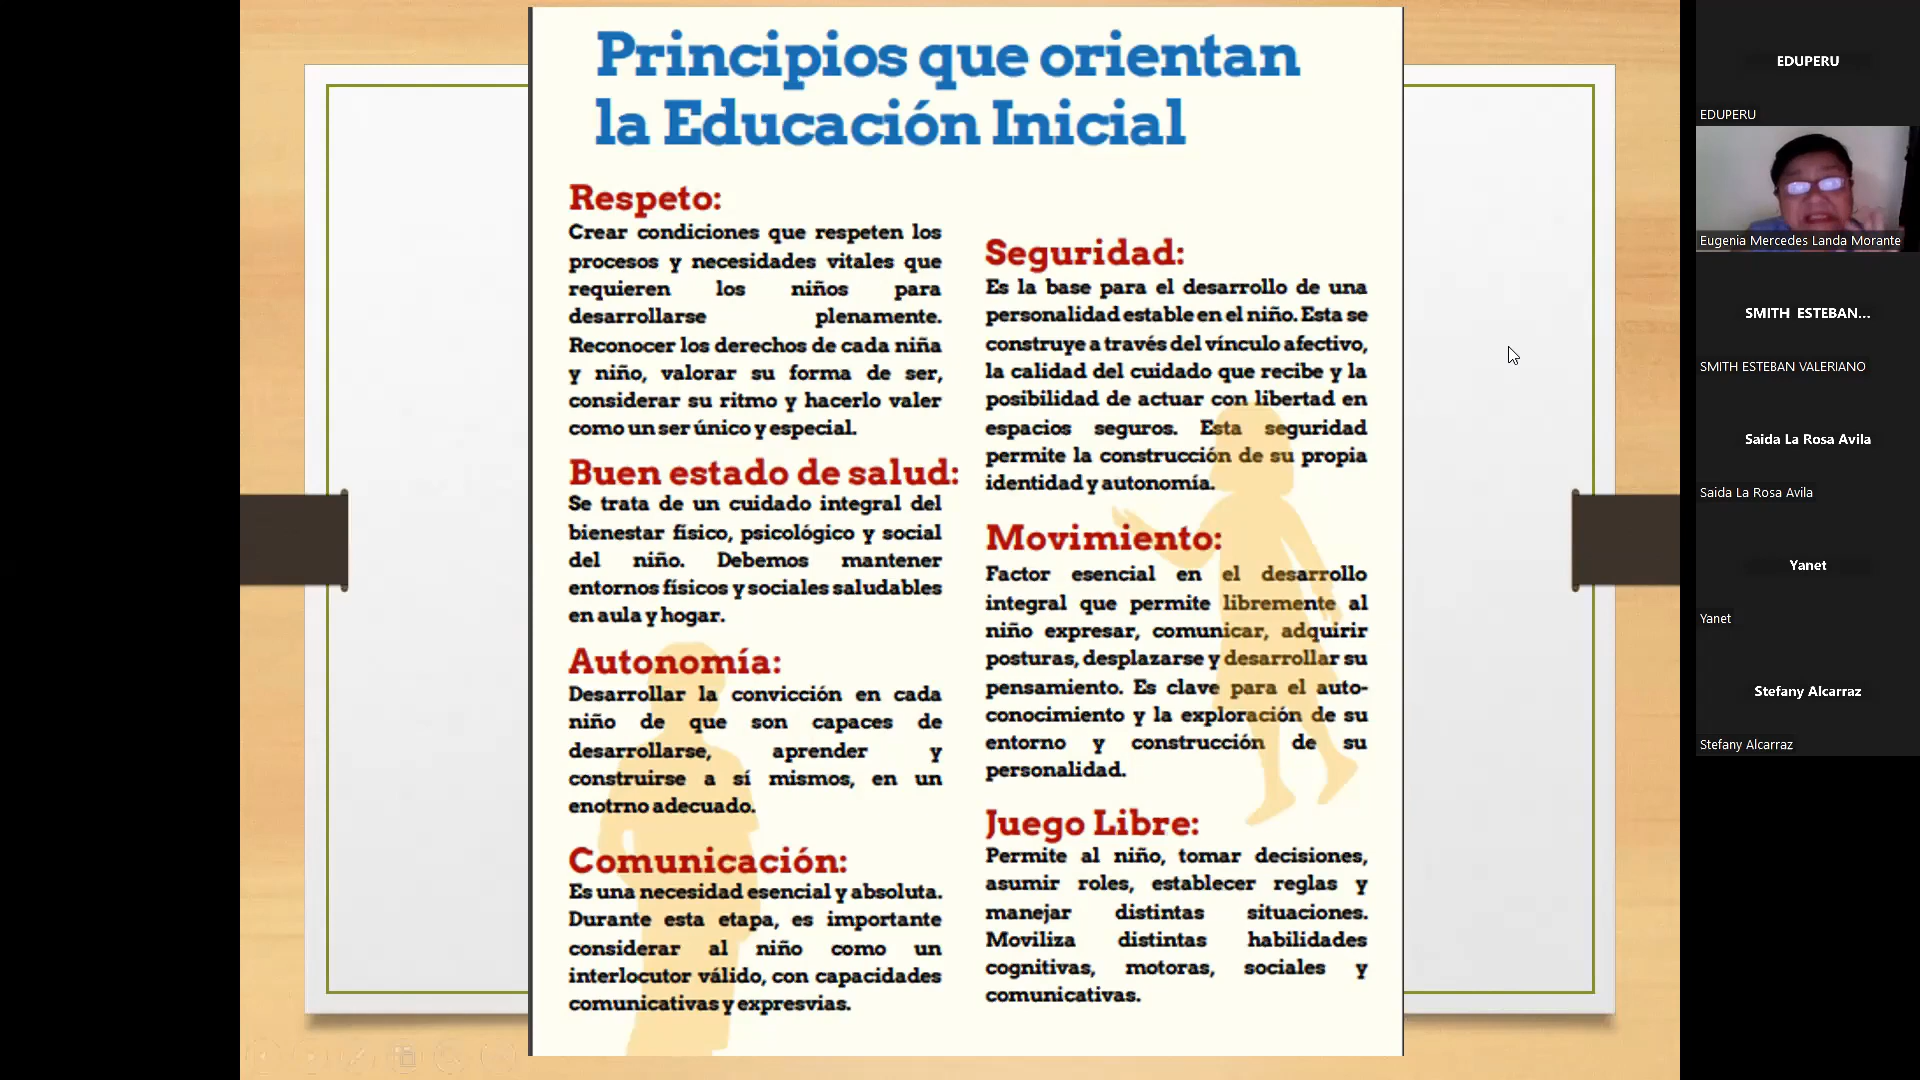 Principios que orientan
la Educación Inicial
Respeto:
Crear condiciones que respeten los
procesos y necesidades vitales que
requieren los niños para
desarrollarse plenamente.
Reconocer los derechos de cada niña
y niño, valorar su forma de ser,
considerar su ritmo y hacerlo valer
como un ser único y especial.
Buen estado de salud:
Se trata de un cuidado integral del
bienestar físico, psicológico y social
del niño. Debemos mantener
entornos físicos y sociales saludables
en aula y hogar.
Autonomía:
Desarrollar la convicción en cada
niño de que son capaces de
desarrollarse, aprender y
construirse a sí mismos, en un
enotrno adecuado.
Comunicación:
Es una necesidad esencial y absoluta.
Durante esta etapa, es importante
considerar al niño como un
interlocutor válido, con capacidades
comunicativas y expresvias.
Seguridad:
Es la base para el desarrollo de una
personalidad estable en el niño. Esta se
construye a través del vínculo afectivo,
la calidad del cuidado que recibe y la
posibilidad de actuar con libertad en
espacios seguros. Esta seguridad
permite la construcción de su propia
identidad y autonomía.
Movimiento:
Factor esencial en el desarrollo
integral que permite libremente al
niño expresar, comunicar, adquirir
posturas, desplazarse y desarrollar su
pensamiento. Es clave para el auto-
conocimiento y la exploración de su
entorno y construcción de su
personalidad.
Juego Libre:
Permite al niño, tomar decisiones,
asumir roles, establecer reglas y
manejar distintas situaciones.
Moviliza distintas habilidades
cognitivas, motoras, sociales y
comunicativas.
EDUPERU
EDUPERU
Eugenia Mercedes Landa Morante
SMITH ESTEBAN...
SMITH ESTEBAN VALERIANO
Saida La Rosa Avila
Saida La Rosa Avila
Yanet
Yanet
Stefany Alcarraz
Stefany Alcarraz